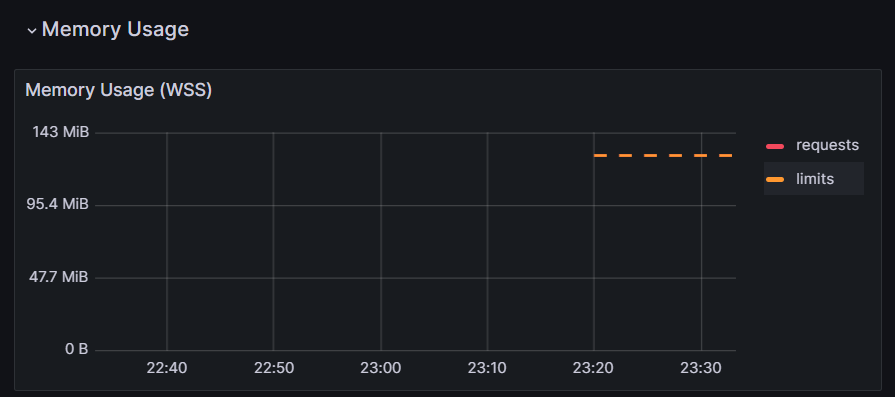 Memory Usage
Memory Usage (WSS)
143 MiB
95.4 MiB
47.7 MiB
0 B
22:40 22:50 23:00 23:10 23:20 23:30
requests
limits